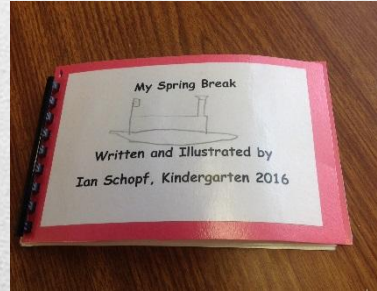 My Spring Break
Written and Illustrated by
Ian Schopf, Kindergarten 2016